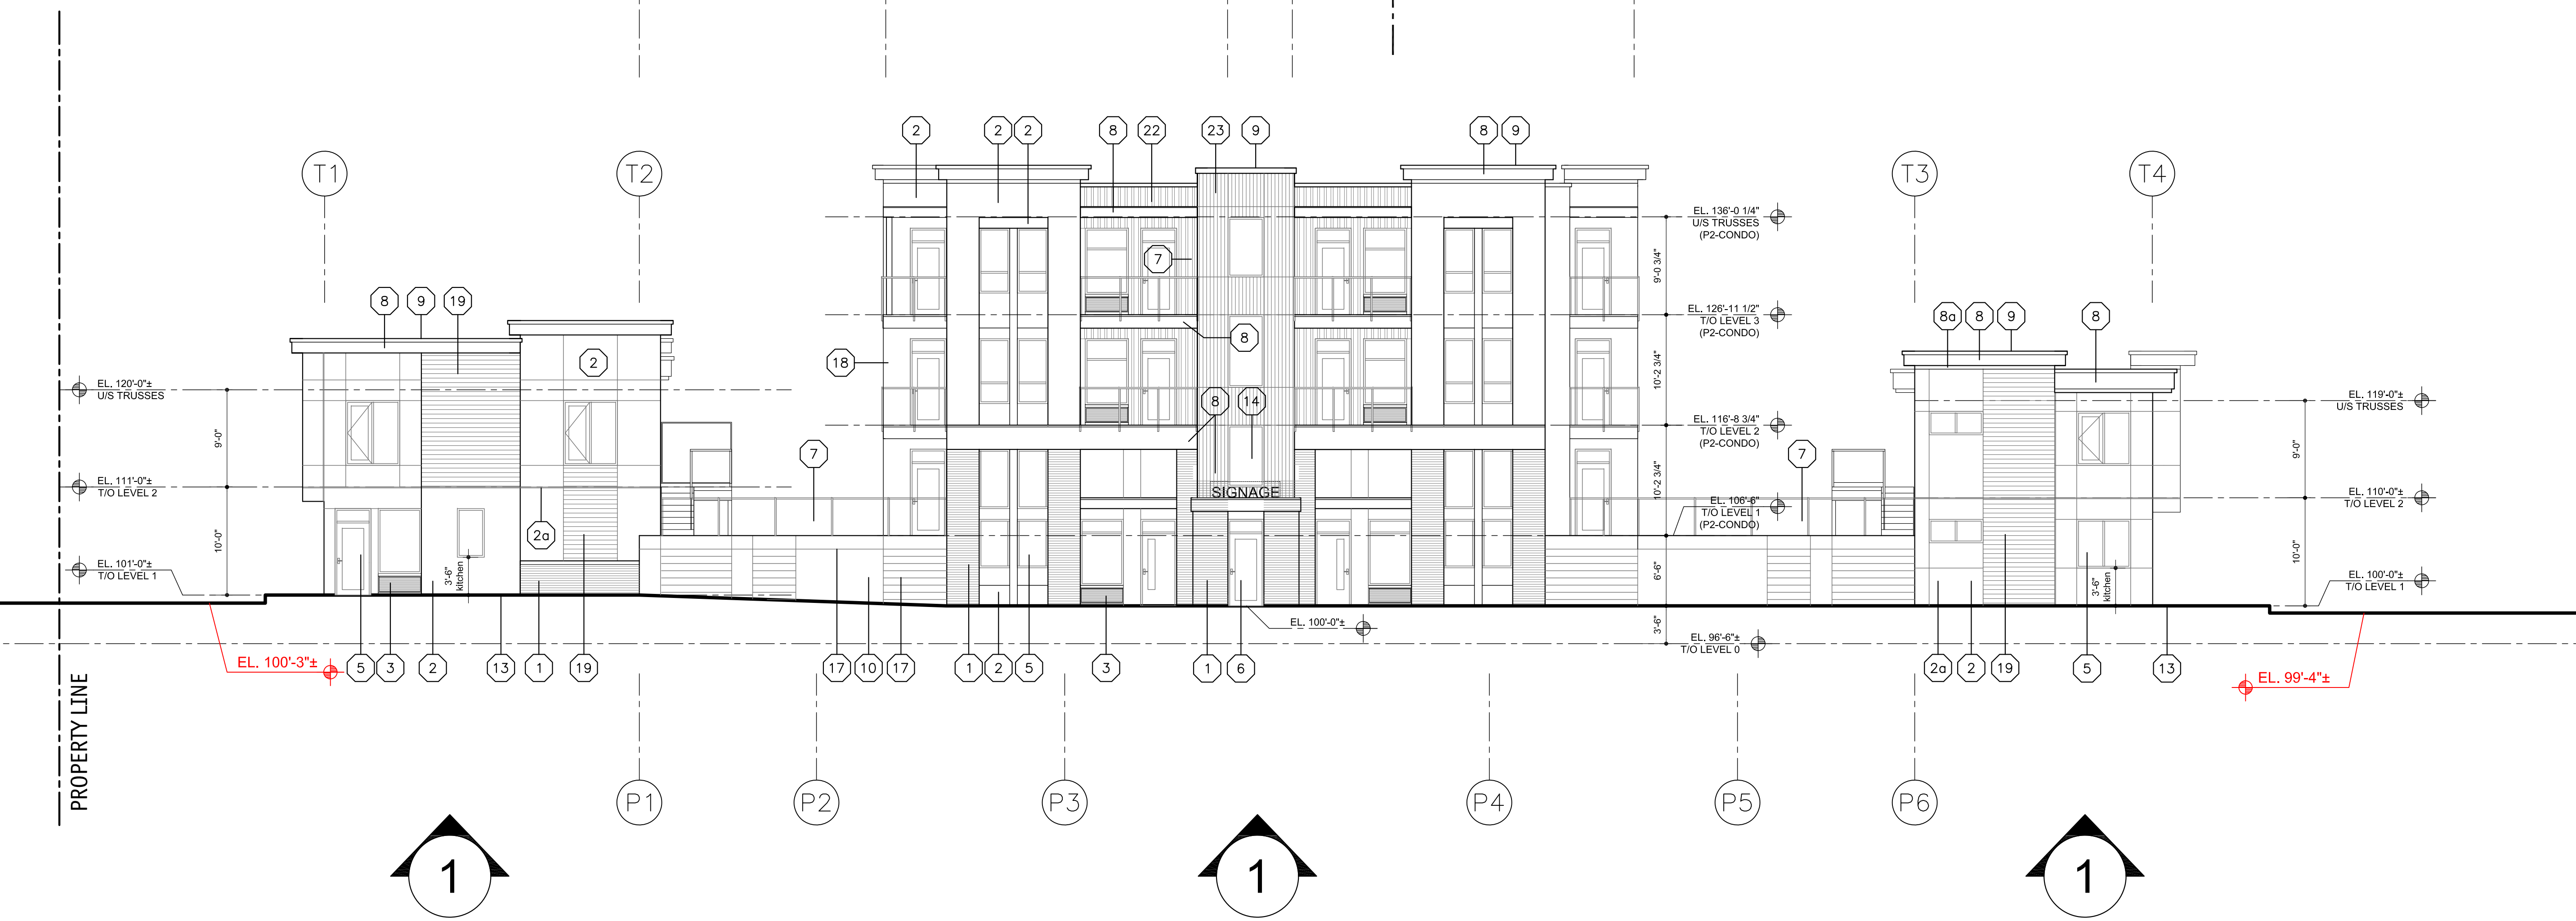 2
2
2
8
22
23
9
8
9
T1
T2
T3
T4
EL. 136'-0 1/4"
U/S TRUSSES
(P2-CONDO)
7
9'-0 3/4"
8
9
19
EL. 126'-11 1/2"
T/O LEVEL 3
(P2-CONDO)
8a
8
9
8
8
18
2
10'-2 3/4"
EL. 120'-0"±
U/S TRUSSES
8
14
EL. 119'-0"±
U/S TRUSSES
EL. 116'-8 3/4"
T/O LEVEL 2
(P2-CONDO)
9'-0"
7
7
9'-0"
EL. 111'-0"±
T/O LEVEL 2
SIGNAGE
10'-2 3/4"
EL. 110'-0"±
T/O LEVEL 2
EL. 106'-6"
T/O LEVEL 1
(P2-CONDO)
2a
10'-0"
10'-0"
EL. 101'-0"±
T/O LEVEL 1
3'-6"
kitchen
6'-6"
3'-6"
kitchen
EL. 100'-0"±
T/O LEVEL 1
EL. 100'-0"±
3'-6"
EL. 96'-6"±
T/O LEVEL 0
EL. 100'-3"±
5
3
2
13
1
19
17
10
17
1
2
5
3
1
6
2a
2
19
5
13
EL. 99'-4"±
PROPERTY LINE
P1
P2
P3
P4
P5
P6
1
1
1